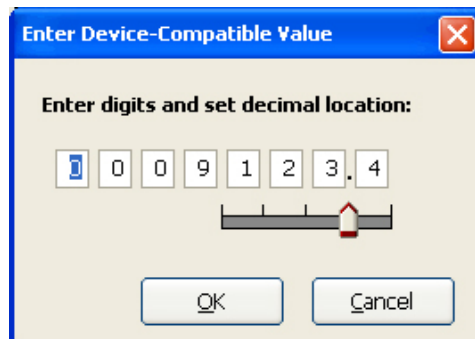 Enter Device-Compatible Value
Enter digits and set decimal location:
0 0 0 9 1 2 3 . 4
OK Cancel